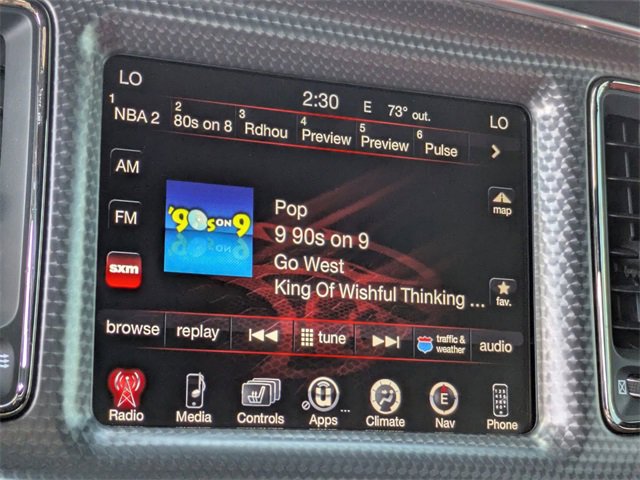 LO 2:30 E 73° out. LO
1 NBA 2 2 80s on 8 3 Rdhou 4 Preview 5 Preview 6 Pulse
AM
FM
sxm
'90s ON 9
Pop
9 90s on 9
Go West
King Of Wishful Thinking ...
map
fav.
browse replay tune traffic & weather audio
Radio Media Controls Apps ... Climate E Nav Phone